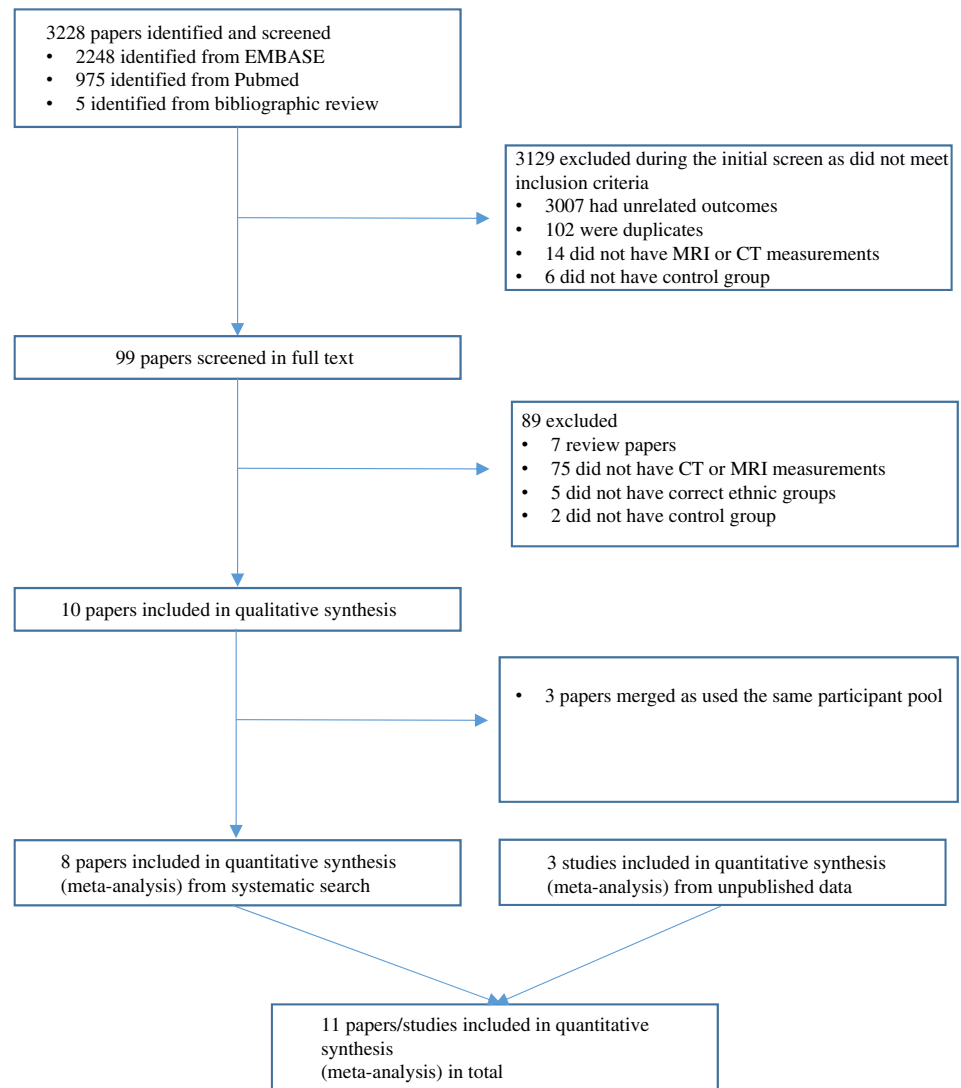 3228 papers identified and screened
• 2248 identified from EMBASE
• 975 identified from Pubmed
• 5 identified from bibliographic review
3129 excluded during the initial screen as did not meet
inclusion criteria
• 3007 had unrelated outcomes
• 102 were duplicates
• 14 did not have MRI or CT measurements
• 6 did not have control group
99 papers screened in full text
89 excluded
• 7 review papers
• 75 did not have CT or MRI measurements
• 5 did not have correct ethnic groups
• 2 did not have control group
10 papers included in qualitative synthesis
• 3 papers merged as used the same participant pool
8 papers included in quantitative synthesis
(meta-analysis) from systematic search
3 studies included in quantitative synthesis
(meta-analysis) from unpublished data
11 papers/studies included in quantitative
synthesis
(meta-analysis) in total